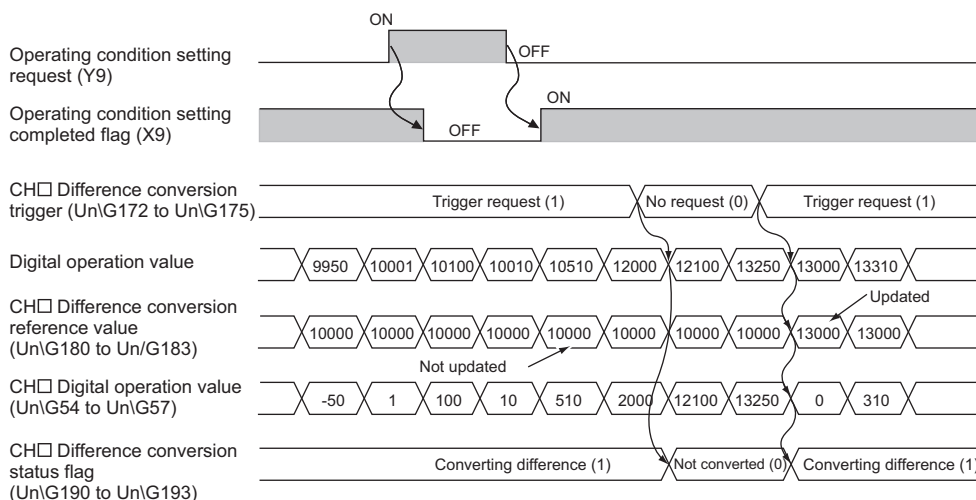 ON
Operating condition setting
request (Y9)
OFF
Operating condition setting
completed flag (X9)
ON
OFF
CH□ Difference conversion
trigger (Un\G172 to Un\G175)
Trigger request (1) No request (0) Trigger request (1)
Digital operation value
9950 10001 10100 10010 10510 12000 12100 13250 13000 13310
CH□ Difference conversion
reference value
(Un\G180 to Un/G183)
Updated
10000 10000 10000 10000 10000 10000 10000 10000 13000 13000
Not updated
CH□ Digital operation value
(Un\G54 to Un\G57)
-50 1 100 10 510 2000 12100 13250 0 310
CH□ Difference conversion
status flag
(Un\G190 to Un\G193)
Converting difference (1) Not converted (0) Converting difference (1)